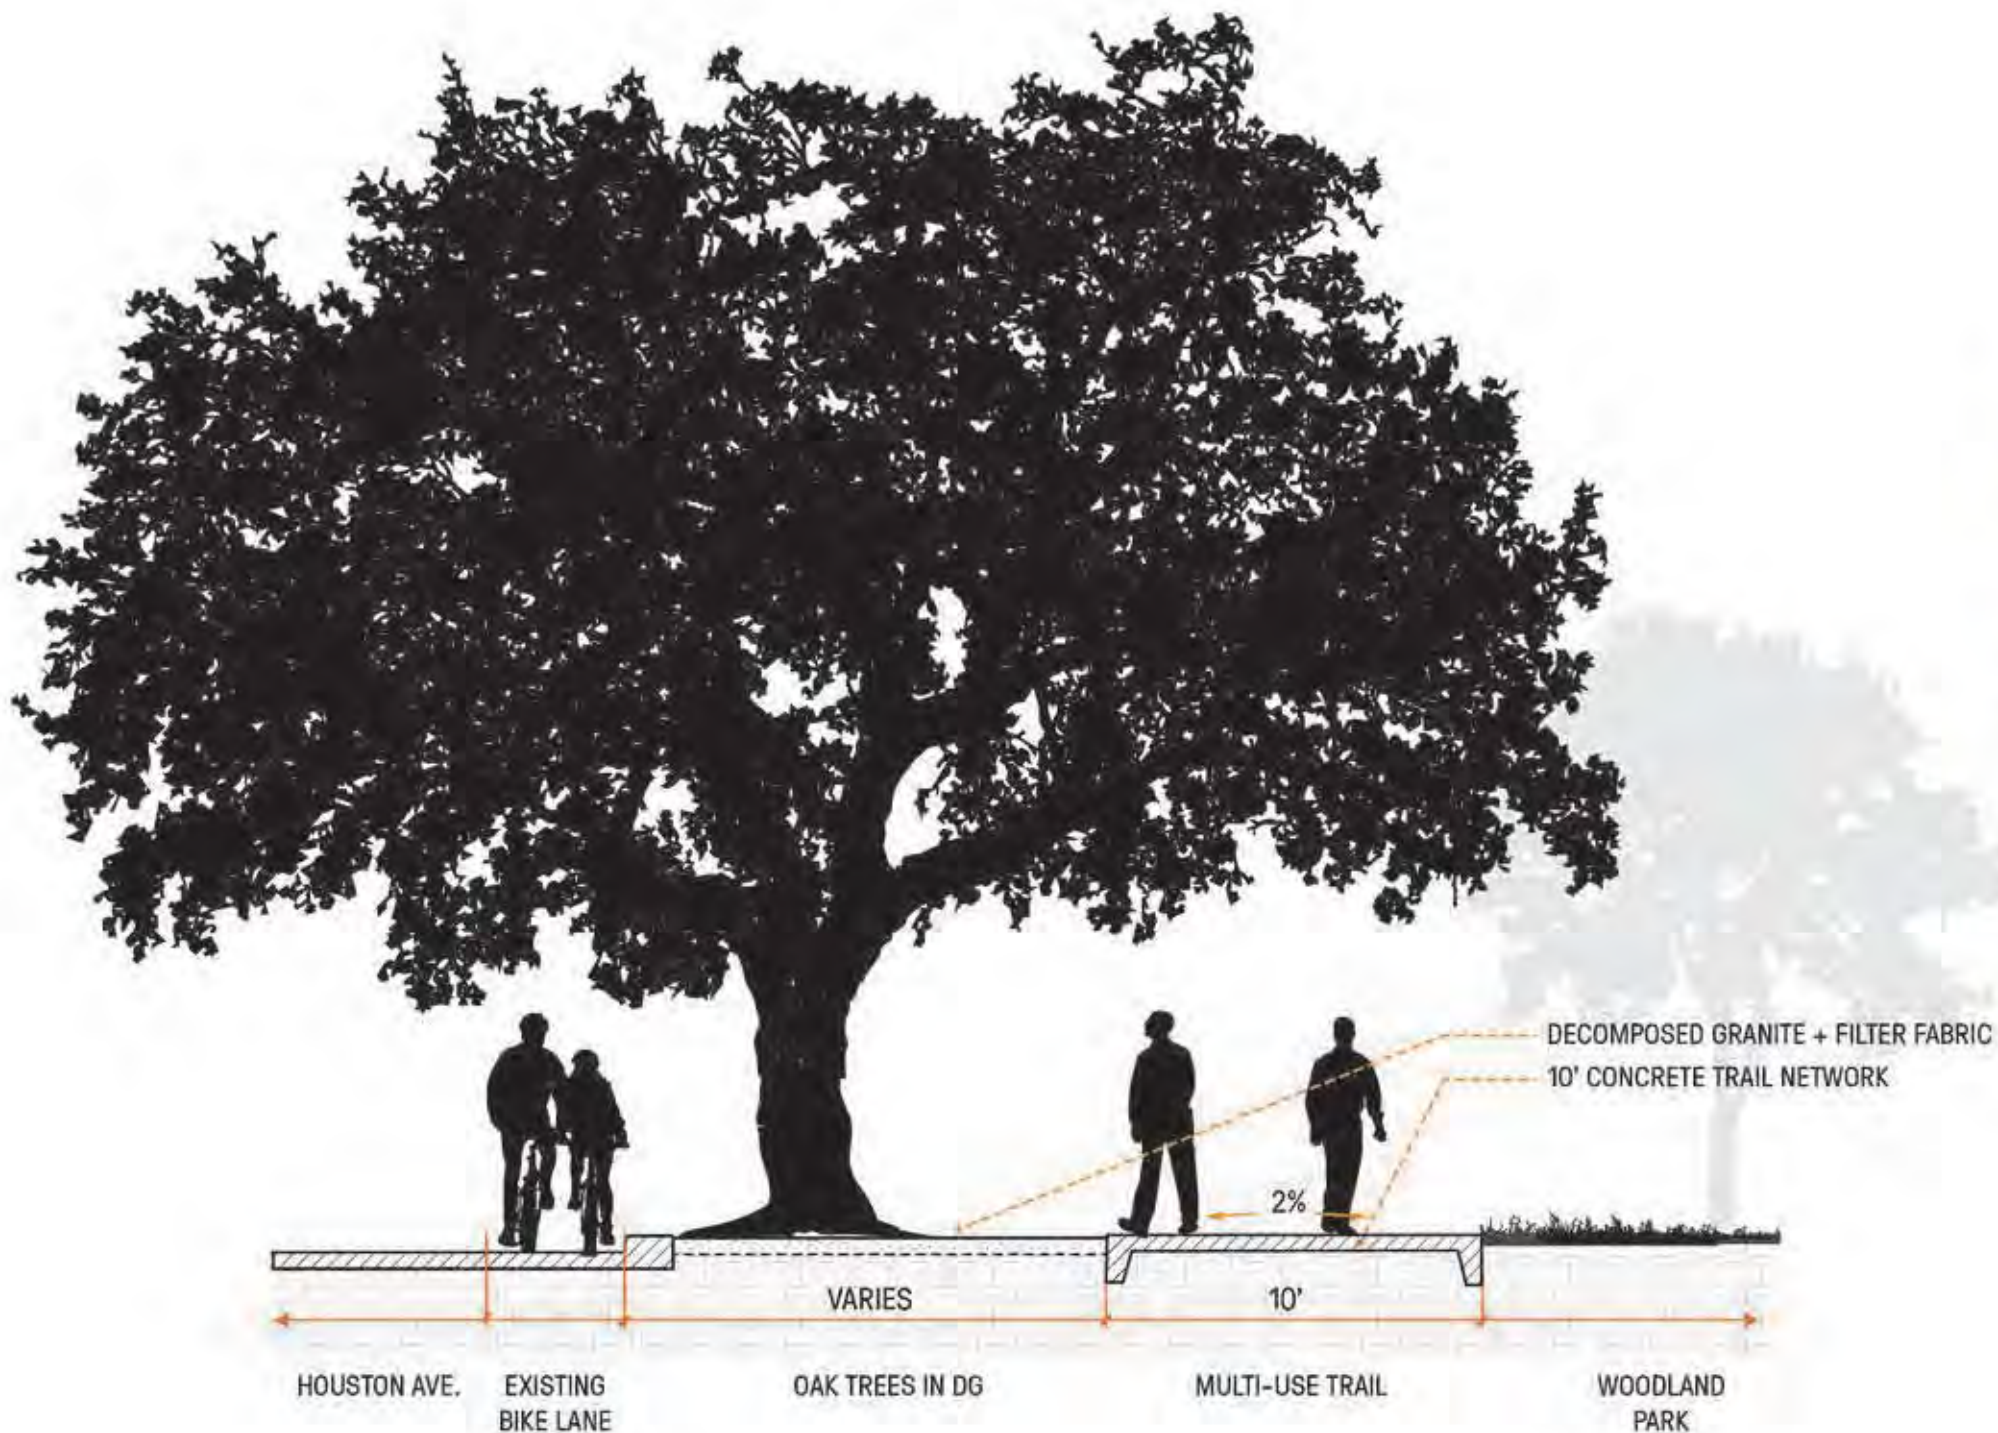 DECOMPOSED GRANITE + FILTER FABRIC
10' CONCRETE TRAIL NETWORK
2%
VARIES
10'
HOUSTON AVE.
EXISTING
BIKE LANE
OAK TREES IN DG
MULTI-USE TRAIL
WOODLAND
PARK